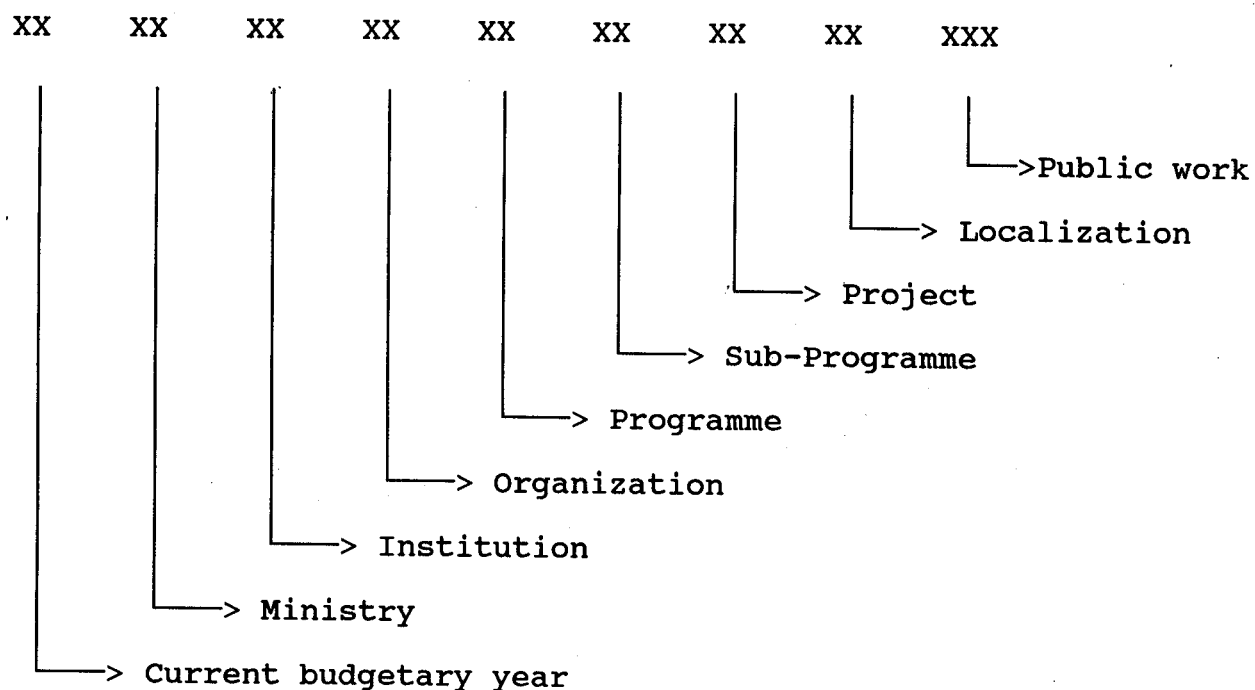 XX XX XX XX XX XX XX XX XXX
>Public work
> Localization
> Project
> Sub-Programme
> Programme
> Organization
> Institution
> Ministry
> Current budgetary year